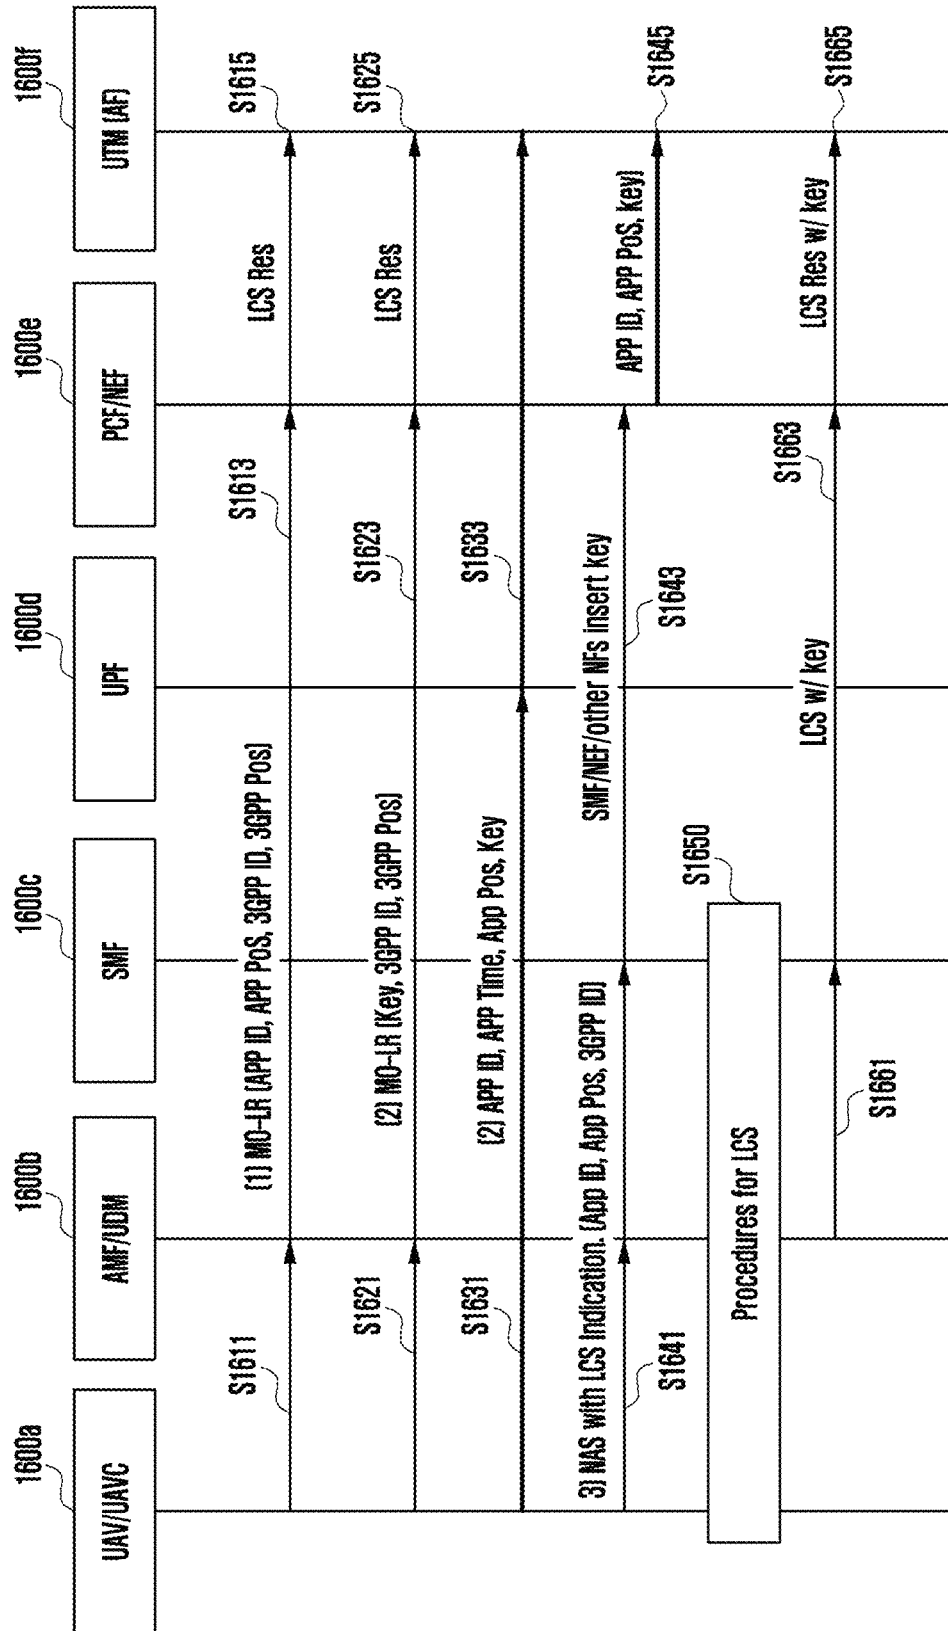 1600a
1600b
1600c
1600d
1600e
1600f
UAV/UAVC
AMF/UDM
SMF
UPF
PCF/NEF
UTM (AF)
S1611
(1) MO-LR (APP ID, APP PoS, 3GPP ID, 3GPP Pos)
S1613
LCS Res
S1615
S1621
(2) MO-LR (Key, 3GPP ID, 3GPP Pos)
S1623
LCS Res
S1625
S1631
(2) APP ID, APP Time, App Pos, Key
S1633
3) NAS with LCS Indication. (App ID, App Pos, 3GPP ID)
S1641
SMF/NEF/other NFs insert key
S1643
APP ID, APP PoS, key)
S1645
Procedures for LCS
S1650
S1661
LCS w/ key
S1663
LCS Res w/ key
S1665